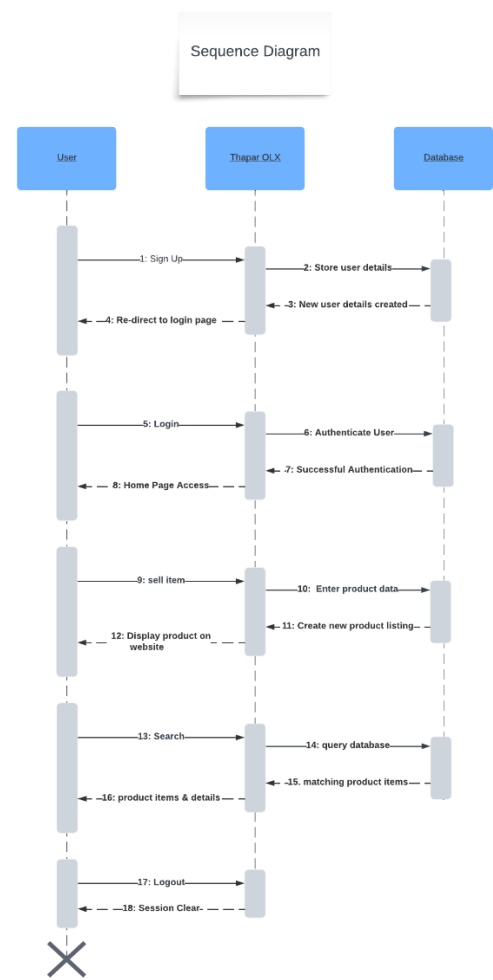 Sequence Diagram
User
Thapar OLX
Database
1: Sign Up
2: Store user details
3: New user details created
4: Re-direct to login page
5: Login
6: Authenticate User
7: Successful Authentication
8: Home Page Access
9: sell item
10:  Enter product data
11: Create new product listing
12: Display product on
website
13: Search
14: query database
15. matching product items
16: product items & details
17: Logout
18: Session Clear